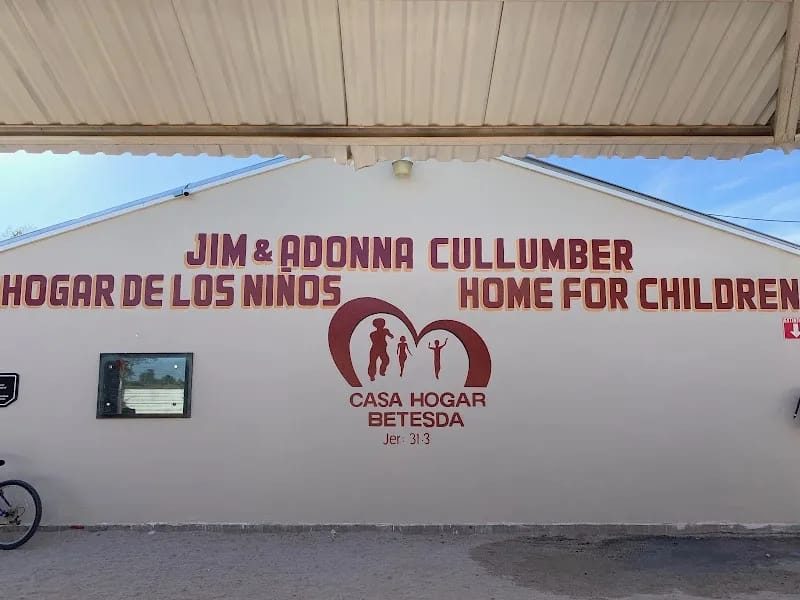 JIM & ADONNA CULLUMBER
HOGAR DE LOS NIÑOS HOME FOR CHILDREN
CASA HOGAR
BETESDA
Jer: 31:3